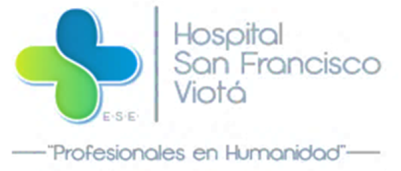 Hospital
San Francisco
Viotá
E·S·E·
"Profesionales en Humanidad"